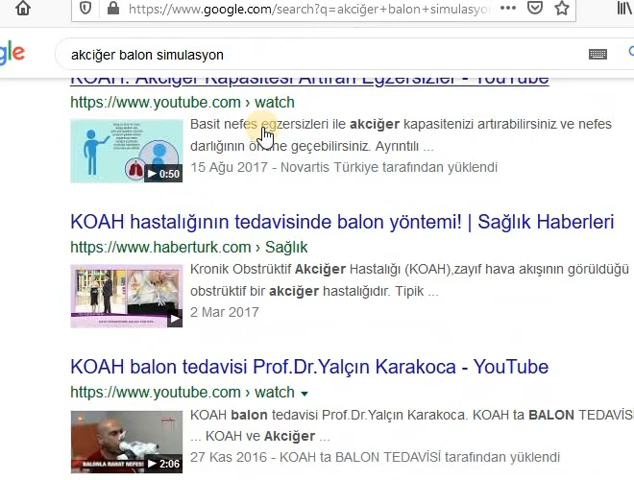 https://www.google.com/search?q=akciğer+balon+simulasyo
akciğer balon simulasyon
KOAH: Akciğer Kapasitesi Artıran Egzersizler - YouTube
https://www.youtube.com › watch
Basit nefes egzersizleri ile akciğer kapasitenizi artırabilirsiniz ve nefes
darlığının önüne geçebilirsiniz. Ayrıntılı ...
0:50
15 Ağu 2017 - Novartis Türkiye tarafından yüklendi
KOAH hastalığının tedavisinde balon yöntemi! | Sağlık Haberleri
https://www.haberturk.com › Sağlık
Kronik Obstrüktif Akciğer Hastalığı (KOAH),zayıf hava akışının görüldüğü
obstrüktif bir akciğer hastalığıdır. Tipik ...
2 Mar 2017
KOAH balon tedavisi Prof.Dr.Yalçın Karakoca - YouTube
https://www.youtube.com › watch
KOAH balon tedavisi Prof.Dr.Yalçın Karakoca. KOAH ta BALON TEDAVİSİ
... KOAH ve Akciğer ...
BALONLA RAHAT NEFES!
2:06
27 Kas 2016 - KOAH ta BALON TEDAVİSİ tarafından yüklendi